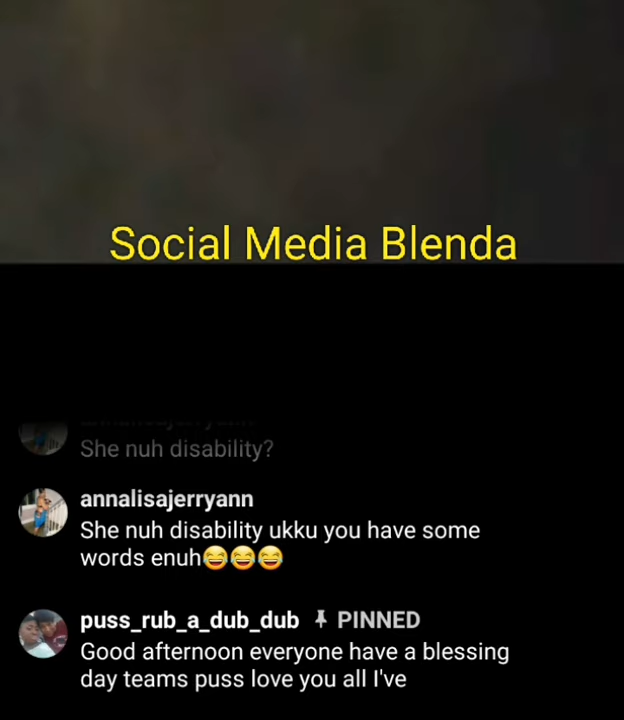 Social Media Blenda
She nuh disability?
annalisajerryann
She nuh disability ukku you have some
words enuh😂😂😂
puss_rub_a_dub_dub PINNED
Good afternoon everyone have a blessing
day teams puss love you all I've